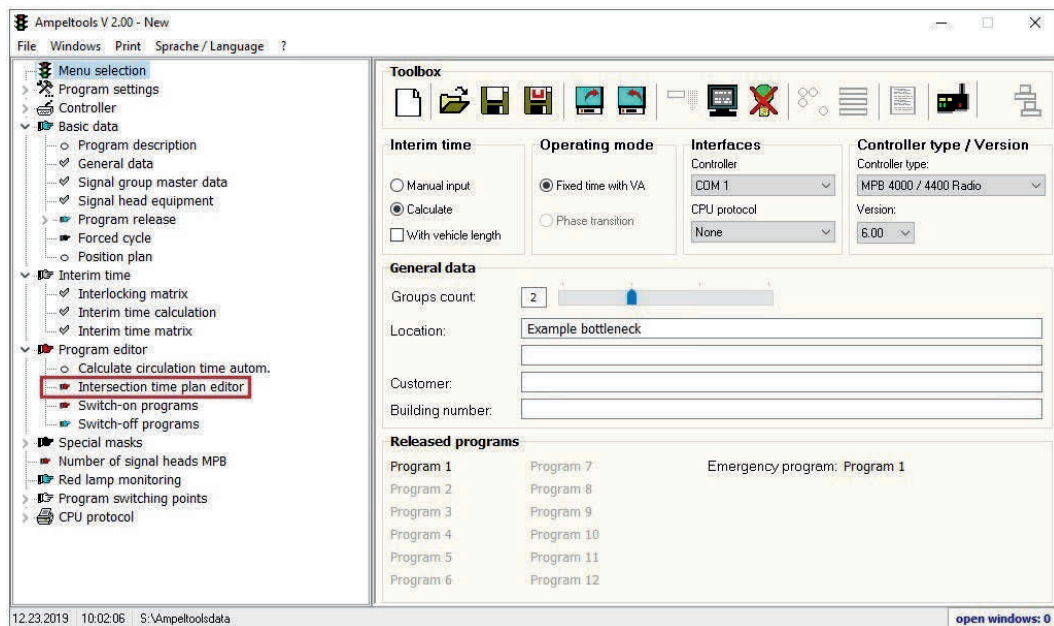 Ampeltools V 2.00 - New
File Windows Print Sprache / Language ?
Menu selection
Program settings
Controller
Basic data
Program description
General data
Signal group master data
Signal head equipment
Program release
Forced cycle
Position plan
Interim time
Interlocking matrix
Interim time calculation
Interim time matrix
Program editor
Calculate circulation time autom.
Intersection time plan editor
Switch-on programs
Switch-off programs
Special masks
Number of signal heads MPB
Red lamp monitoring
Program switching points
CPU protocol
Toolbox
Interim time
Manual input
Calculate
With vehicle length
Operating mode
Fixed time with VA
Phase transition
Interfaces
Controller
COM 1
CPU protocol
None
Controller type / Version
Controller type:
MPB 4000 / 4400 Radio
Version:
6.00
General data
Groups count: 2
Location: Example bottleneck
Customer:
Building number:
Released programs
Program 1 Program 7 Emergency program: Program 1
Program 2 Program 8
Program 3 Program 9
Program 4 Program 10
Program 5 Program 11
Program 6 Program 12
12.23.2019 10:02:06 S:\Ampeltoolsdata open windows: 0